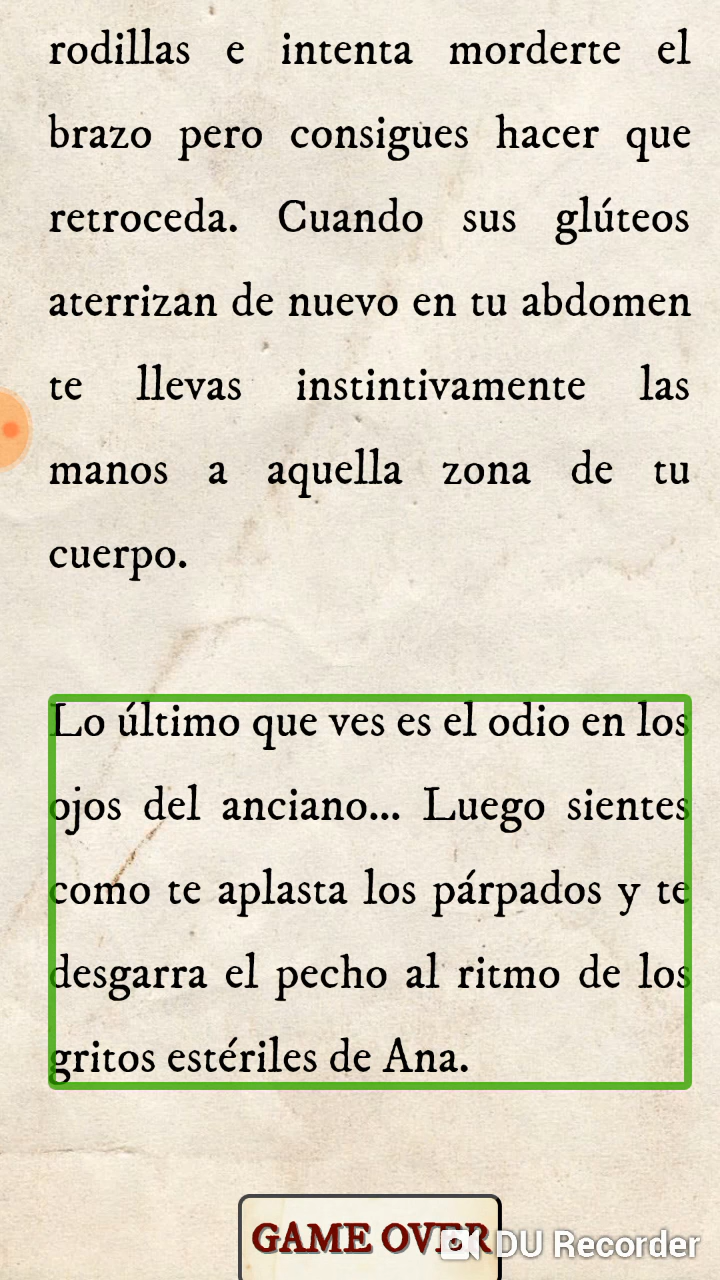 rodillas e intenta morderte el
brazo pero consigues hacer que
retroceda. Cuando sus glúteos
aterrizan de nuevo en tu abdomen
te llevas instintivamente las
manos a aquella zona de tu
cuerpo.
Lo último que ves es el odio en los
ojos del anciano... Luego sientes
como te aplasta los párpados y te
desgarra el pecho al ritmo de los
gritos estériles de Ana.
GAME OVER
DU Recorder